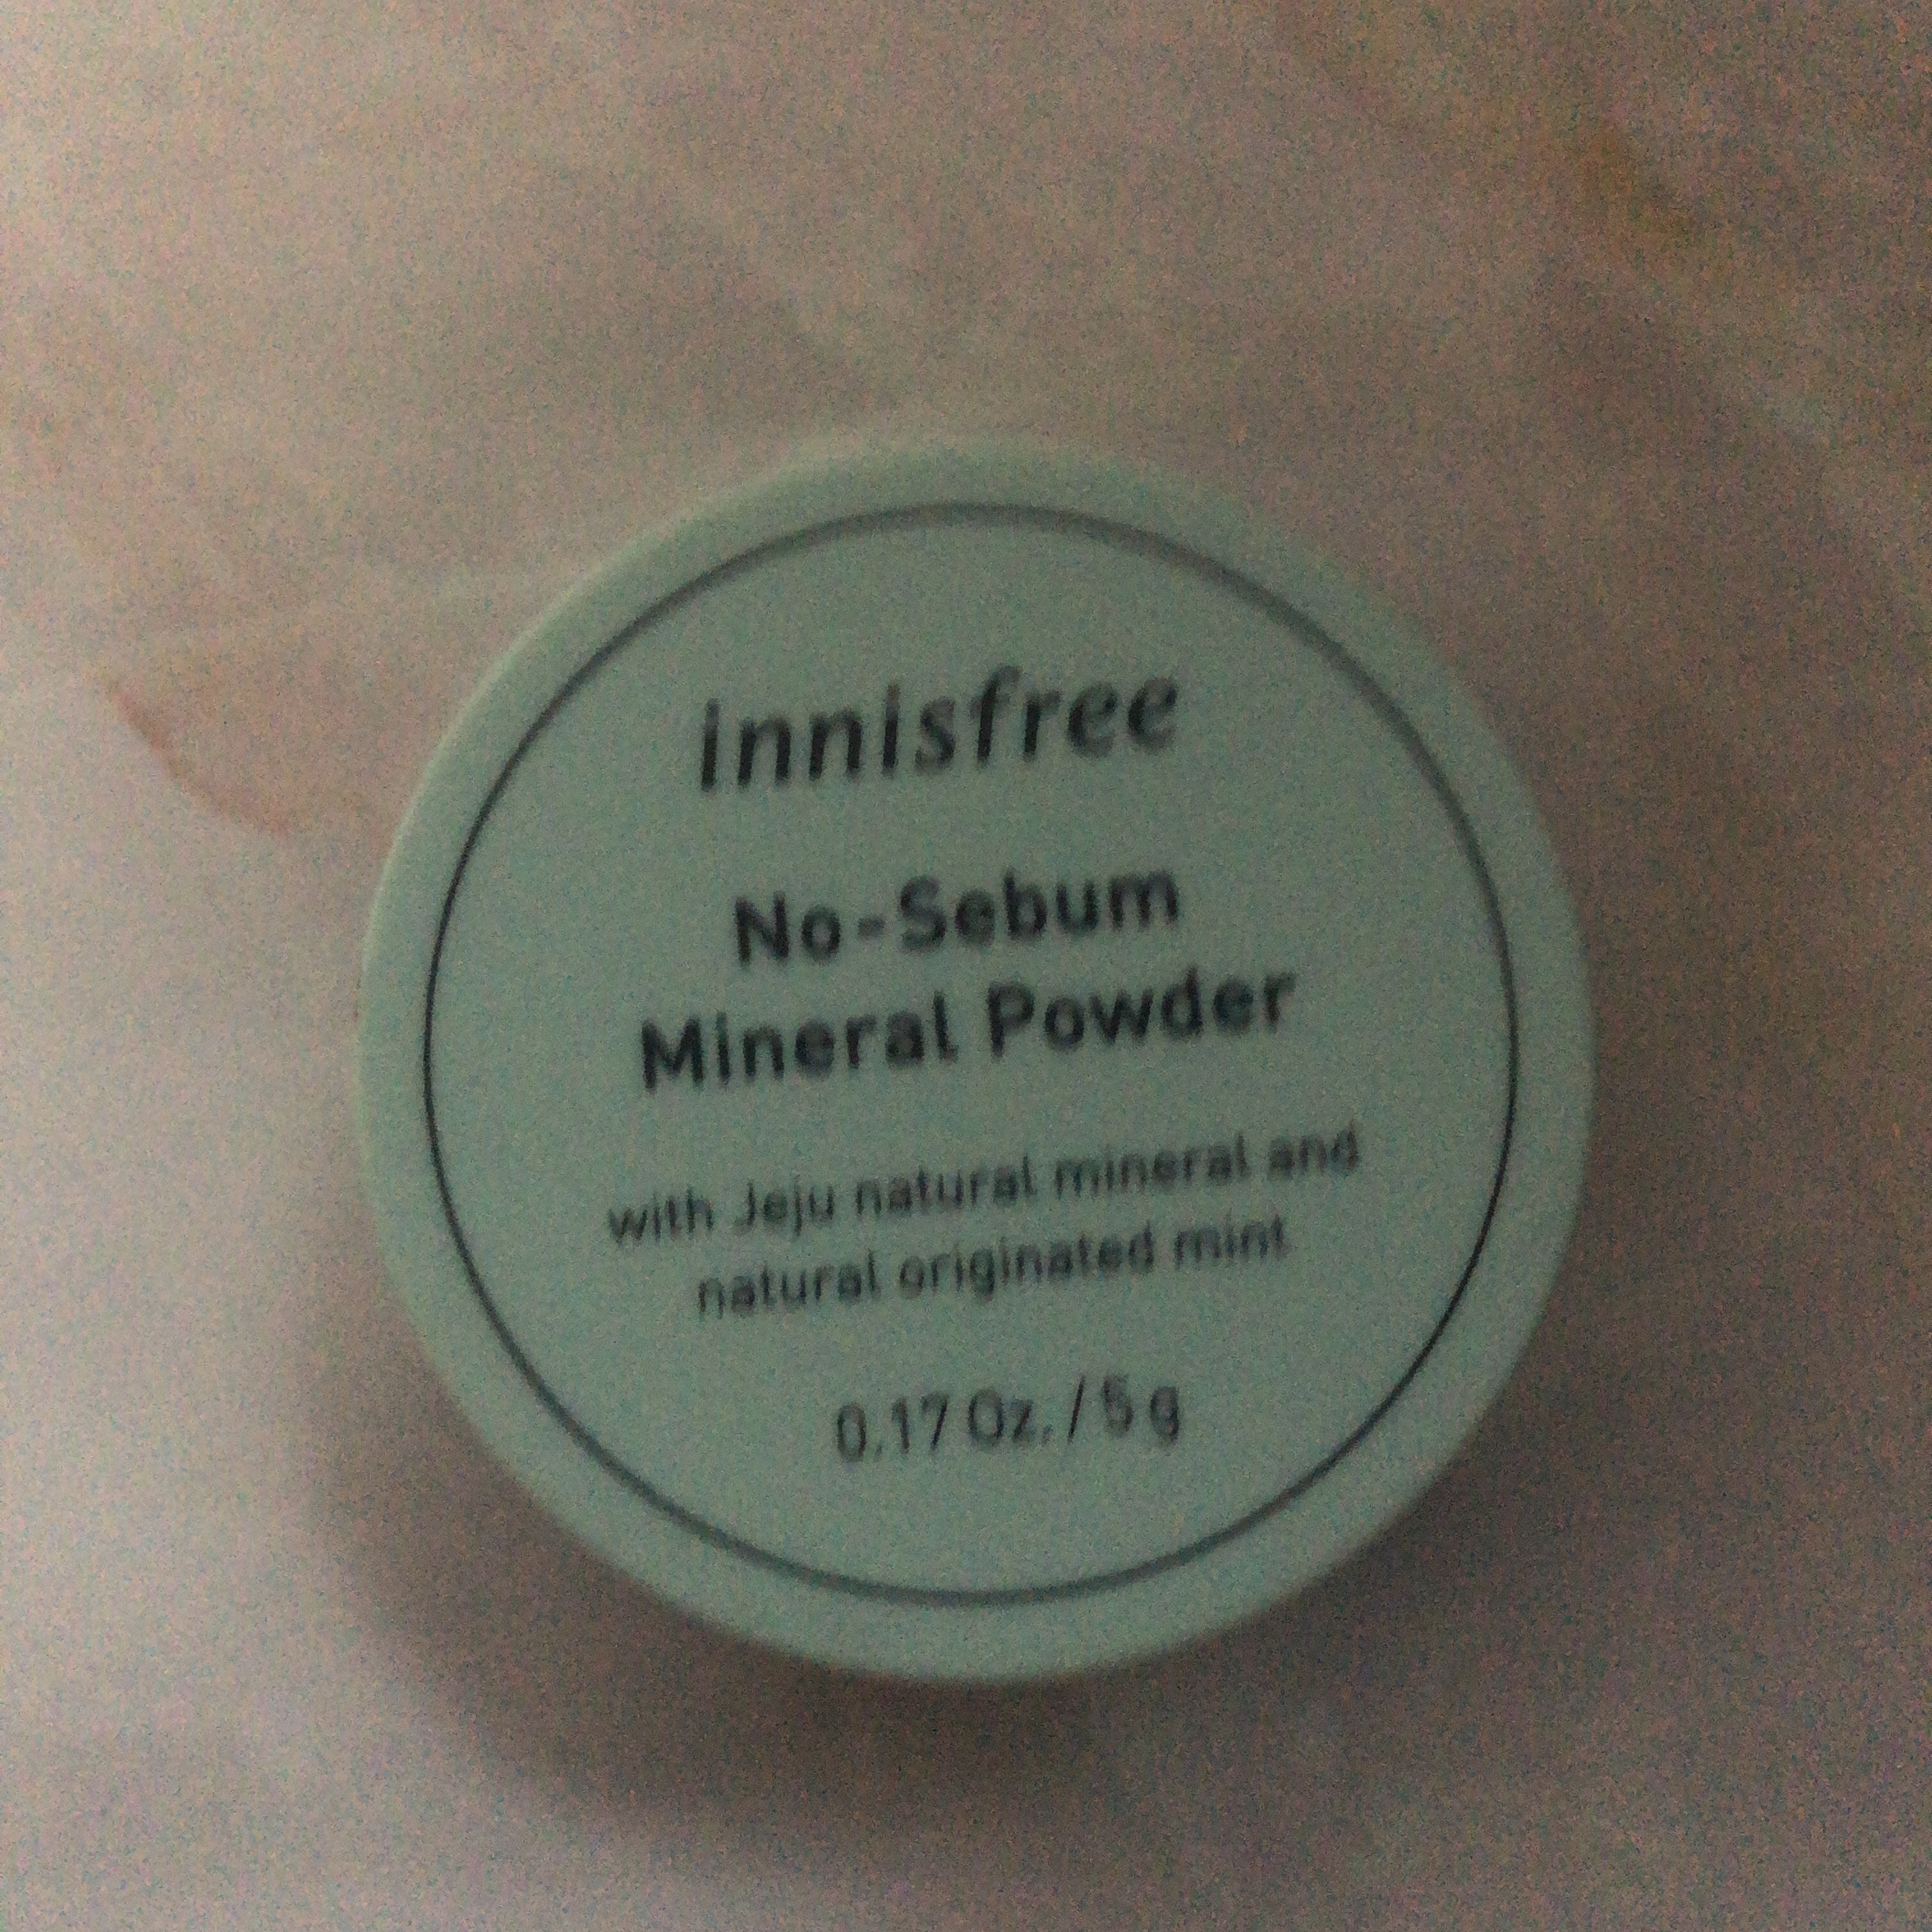 innisfree
No-Sebum
Mineral Powder
with Jeju natural mineral and
natural originated mint
0.17 Oz. / 5 g